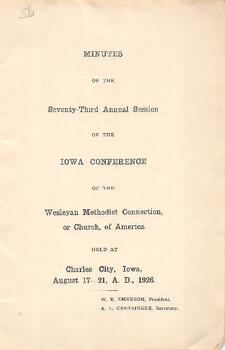 MINUTES
OF THE
Seventy-Third Annual Session
OF THE
IOWA CONFERENCE
OF THE
Wesleyan Methodist Connection,
or Church, of America
HELD AT
Charles City, Iowa,
August 17–21, A. D., 1926.
W. R. EMERSON, President.
A. L. CRETSINGER, Secretary.